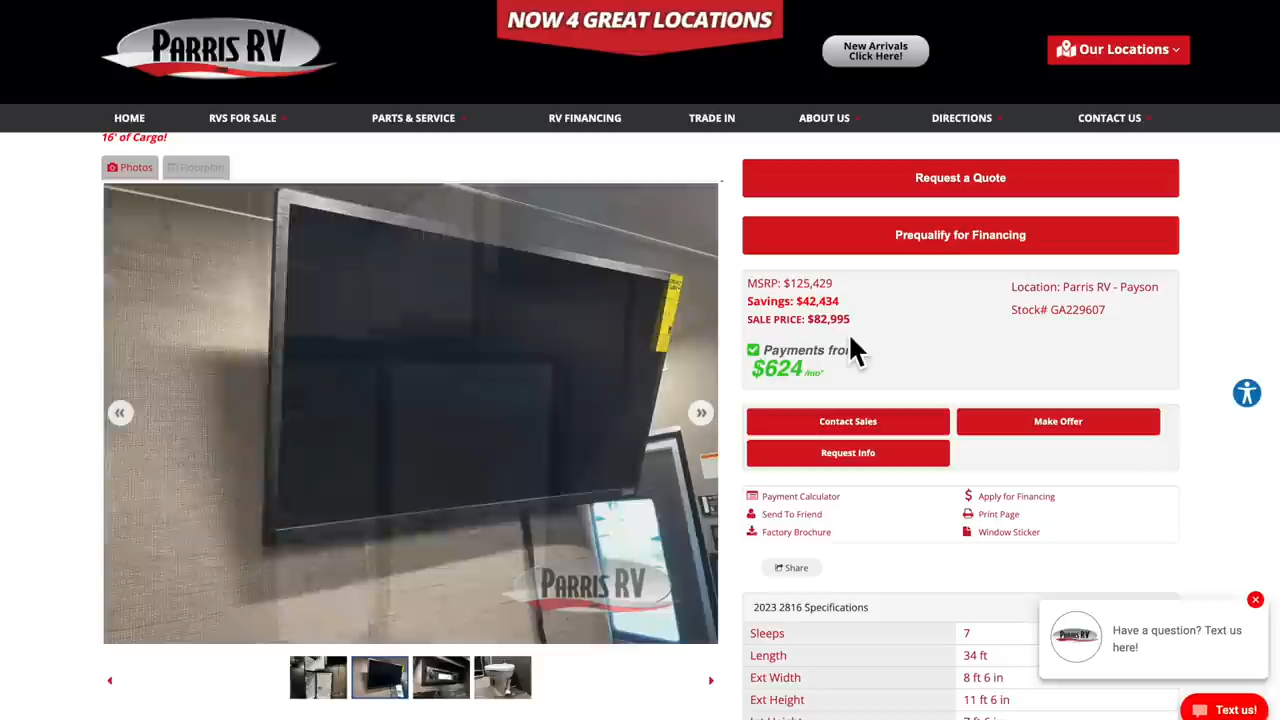 PARRIS RV
NOW 4 GREAT LOCATIONS
New Arrivals
Click Here!
Our Locations
HOME
RVS FOR SALE
PARTS & SERVICE
RV FINANCING
TRADE IN
ABOUT US
DIRECTIONS
CONTACT US
16' of Cargo!
Photos
Floorplan
PARRIS RV
Request a Quote
Prequalify for Financing
MSRP: $125,429
Savings: $42,434
SALE PRICE: $82,995
Location: Parris RV - Payson
Stock# GA229607
Payments fro
$624 /mo*
Contact Sales
Make Offer
Request Info
Payment Calculator
Apply for Financing
Send To Friend
Print Page
Factory Brochure
Window Sticker
Share
2023 2816 Specifications
Sleeps 7
Length 34 ft
Ext Width 8 ft 6 in
Ext Height 11 ft 6 in
PARRIS RV
Have a question? Text us
here!
Text us!